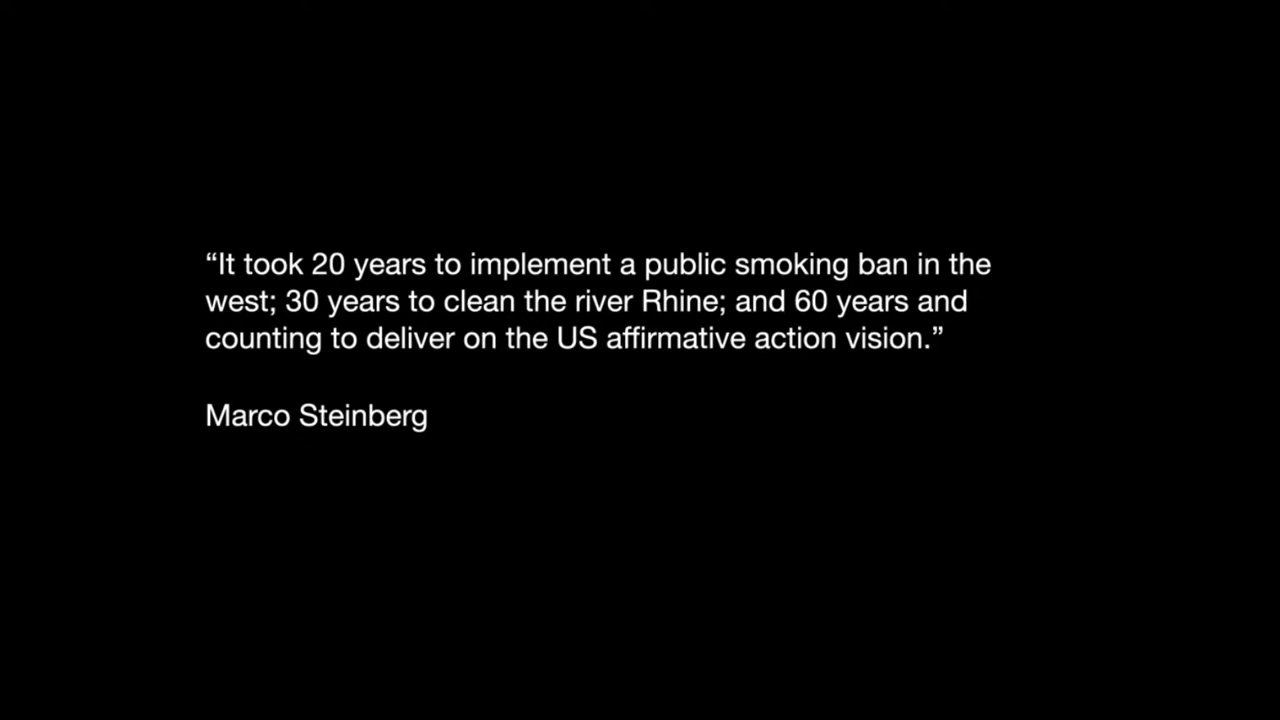 “It took 20 years to implement a public smoking ban in the
west; 30 years to clean the river Rhine; and 60 years and
counting to deliver on the US affirmative action vision.”
Marco Steinberg